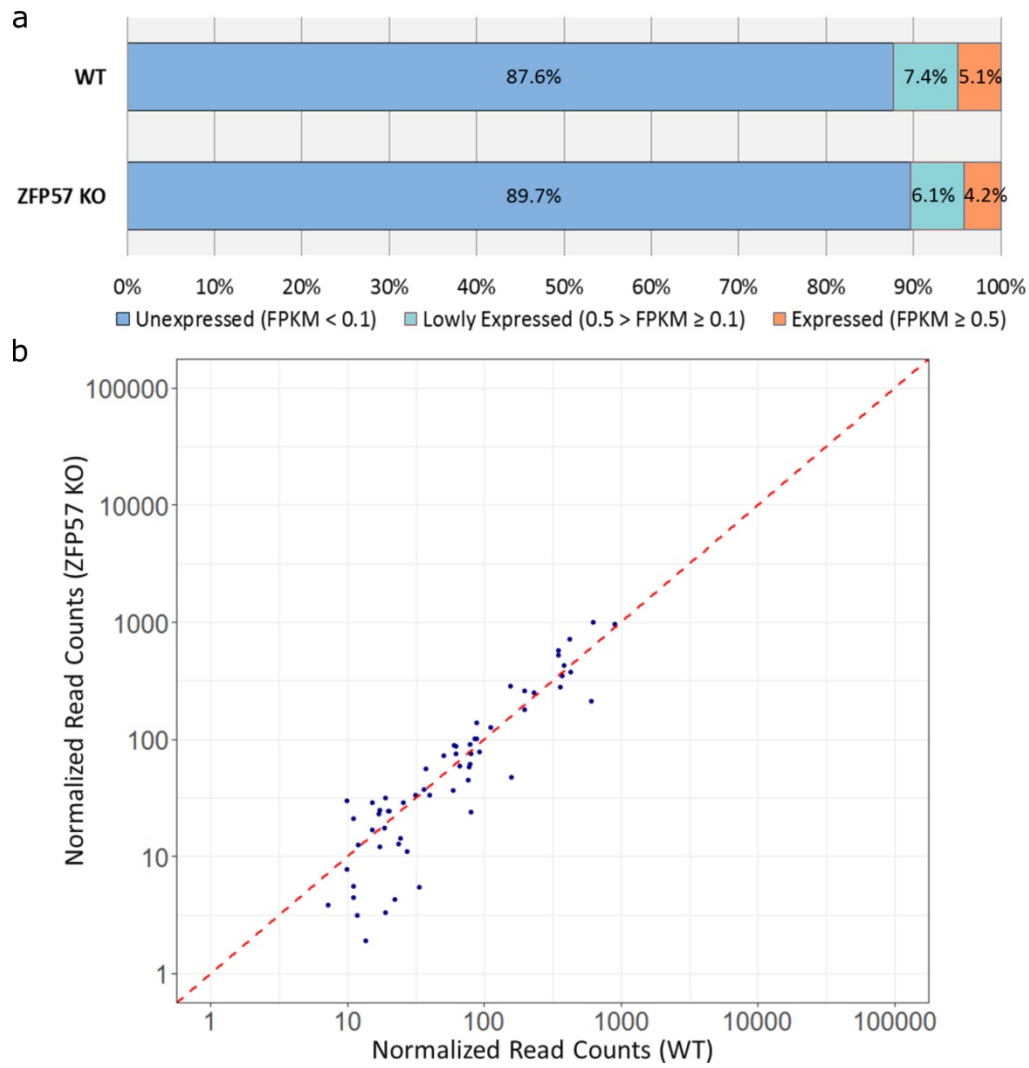 a
WT
87.6%
7.4%
5.1%
ZFP57 KO
89.7%
6.1%
4.2%
0% 10% 20% 30% 40% 50% 60% 70% 80% 90% 100%
Unexpressed (FPKM < 0.1) Lowly Expressed (0.5 > FPKM ≥ 0.1) Expressed (FPKM ≥ 0.5)
b
Normalized Read Counts (ZFP57 KO)
100000
10000
1000
100
10
1
1 10 100 1000 10000 100000
Normalized Read Counts (WT)